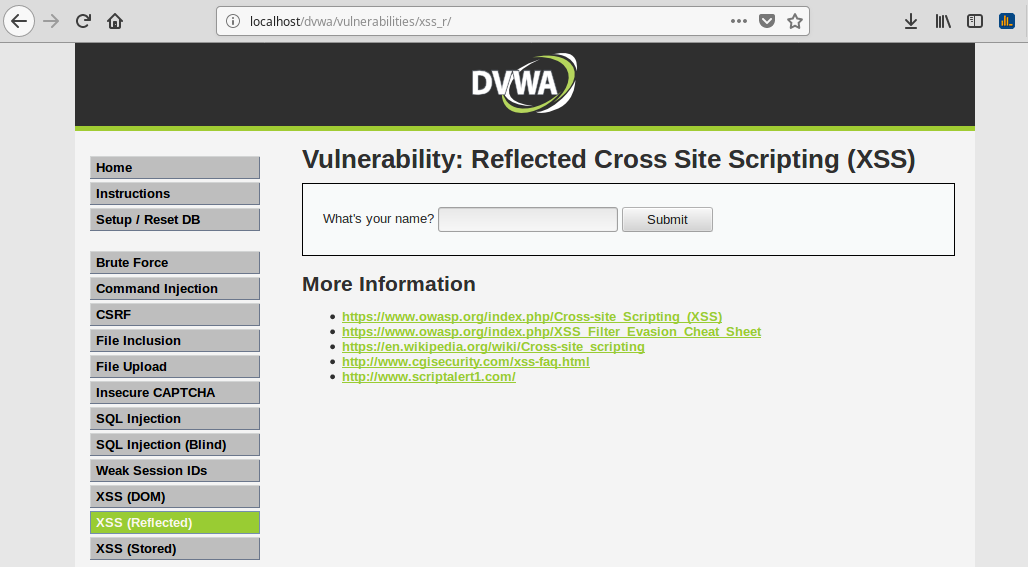 localhost/dvwa/vulnerabilities/xss_r/
DVWA
Home
Instructions
Setup / Reset DB
Brute Force
Command Injection
CSRF
File Inclusion
File Upload
Insecure CAPTCHA
SQL Injection
SQL Injection (Blind)
Weak Session IDs
XSS (DOM)
XSS (Reflected)
XSS (Stored)
Vulnerability: Reflected Cross Site Scripting (XSS)
What's your name? Submit
More Information
https://www.owasp.org/index.php/Cross-site_Scripting_(XSS)
https://www.owasp.org/index.php/XSS_Filter_Evasion_Cheat_Sheet
https://en.wikipedia.org/wiki/Cross-site_scripting
http://www.cgisecurity.com/xss-faq.html
http://www.scriptalert1.com/